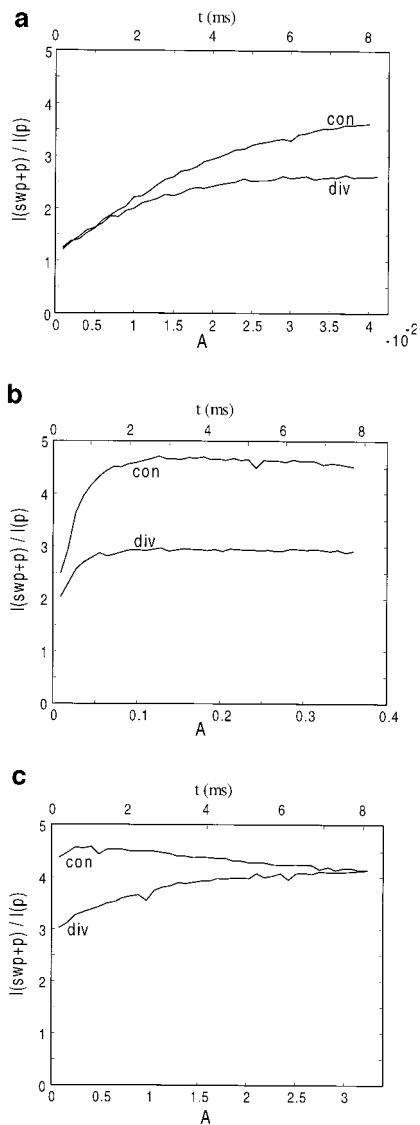 a
t (ms)
0 2 4 6 8
5
4
3
2
1
0
I(swp+p) / I(p)
con
div
0 0.5 1 1.5 2 2.5 3 3.5 4
A
·10⁻²
b
t (ms)
0 2 4 6 8
5
4
3
2
1
0
I(swp+p) / I(p)
con
div
0.1 0.2 0.3 0.4
A
c
t (ms)
0 2 4 6 8
5
4
3
2
1
0
I(swp+p) / I(p)
con
div
0 0.5 1 1.5 2 2.5 3
A